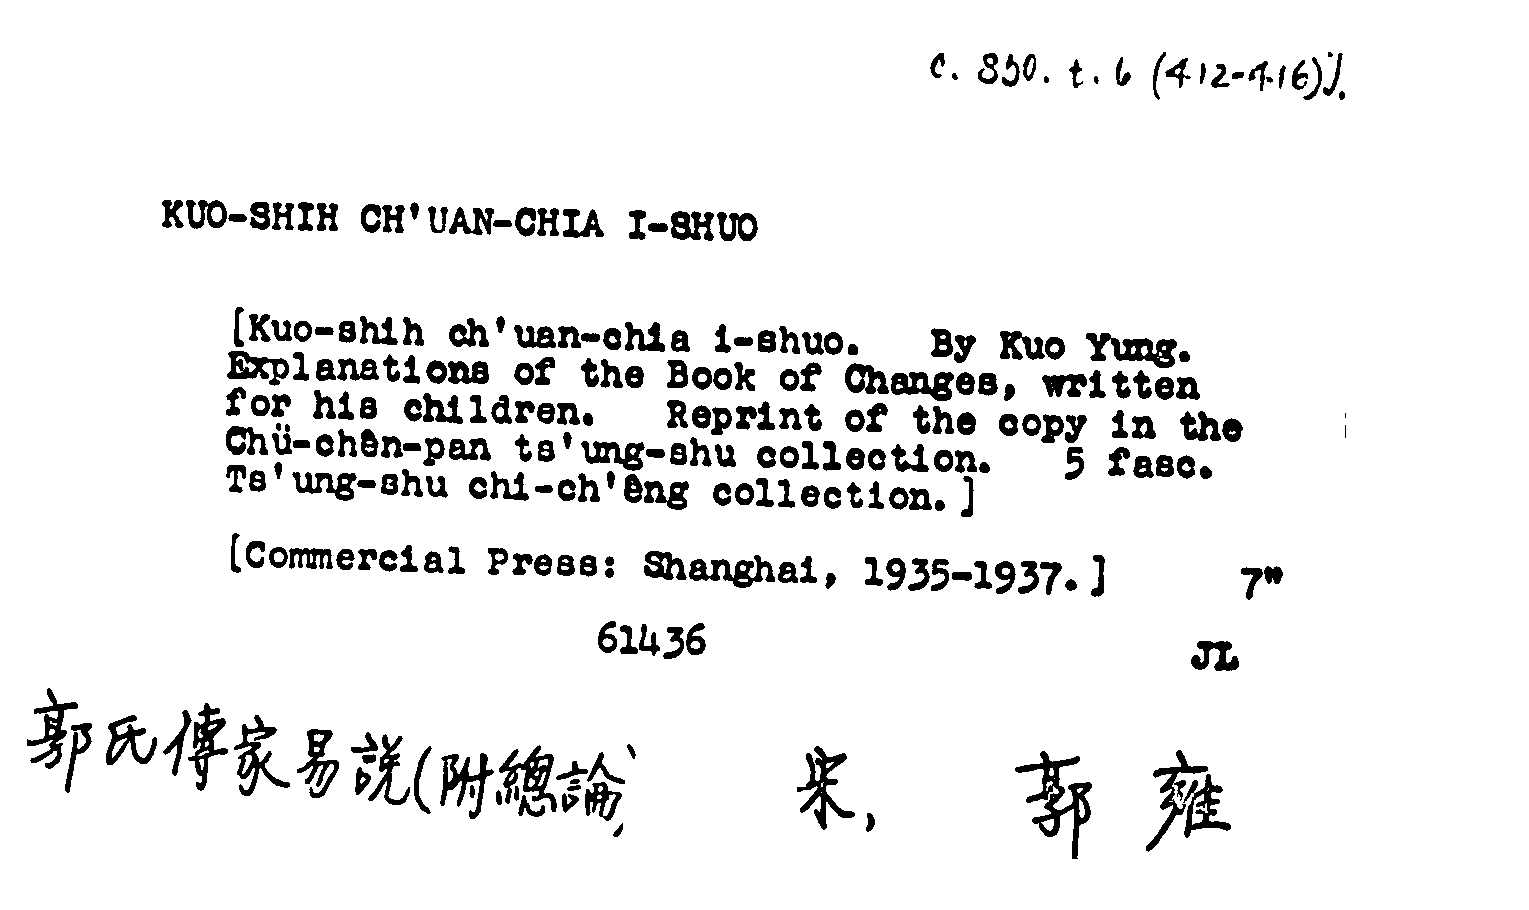 c. 850. t. 6 (412-416)).
KUO-SHIH CH'UAN-CHIA I-SHUO
[Kuo-shih ch'uan-chia i-shuo. By Kuo Yung.
Explanations of the Book of Changes, written
for his children. Reprint of the copy in the
Chü-chên-pan ts'ung-shu collection. 5 fasc.
Ts'ung-shu chi-ch'êng collection.]
[Commercial Press: Shanghai, 1935-1937.] 7"
61436
JL
郭氏傳家易說(附總論) 宋, 郭雍